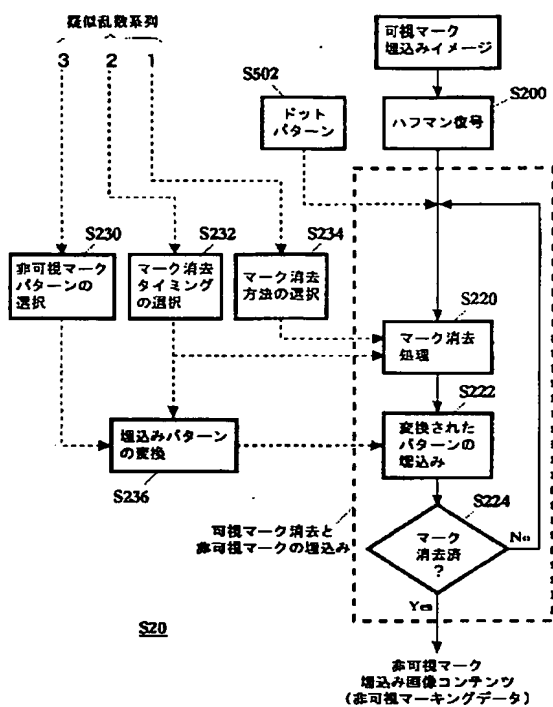 疑似乱数系列
3 2 1
可視マーク
埋込みイメージ
S502
ドット
パターン
S200
ハフマン復号
S230
非可視マーク
パターンの
選択
S232
マーク消去
タイミング
の選択
S234
マーク消去
方法の選択
S220
マーク消去
処理
S222
変換された
パターンの
埋込み
埋込みパターン
の変換
S236
S224
マーク
消去済
?
No
Yes
可視マーク消去と
非可視マークの埋込み
S20
非可視マーク
埋込み画像コンテンツ
(非可視マーキングデータ)